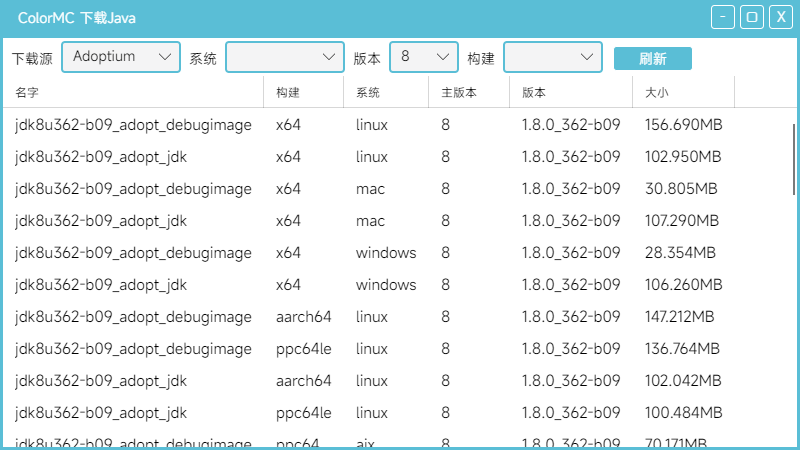 ColorMC 下载Java - X
下载源 Adoptium 系统 版本 8 构建 刷新
名字 构建 系统 主版本 版本 大小
jdk8u362-b09_adopt_debugimage x64 linux 8 1.8.0_362-b09 156.690MB
jdk8u362-b09_adopt_jdk x64 linux 8 1.8.0_362-b09 102.950MB
jdk8u362-b09_adopt_debugimage x64 mac 8 1.8.0_362-b09 30.805MB
jdk8u362-b09_adopt_jdk x64 mac 8 1.8.0_362-b09 107.290MB
jdk8u362-b09_adopt_debugimage x64 windows 8 1.8.0_362-b09 28.354MB
jdk8u362-b09_adopt_jdk x64 windows 8 1.8.0_362-b09 106.260MB
jdk8u362-b09_adopt_debugimage aarch64 linux 8 1.8.0_362-b09 147.212MB
jdk8u362-b09_adopt_debugimage ppc64le linux 8 1.8.0_362-b09 136.764MB
jdk8u362-b09_adopt_jdk aarch64 linux 8 1.8.0_362-b09 102.042MB
jdk8u362-b09_adopt_jdk ppc64le linux 8 1.8.0_362-b09 100.484MB
jdk8u362-b09_adopt_debugimage ppc64 aix 8 1.8.0_362-b09 70.171MB